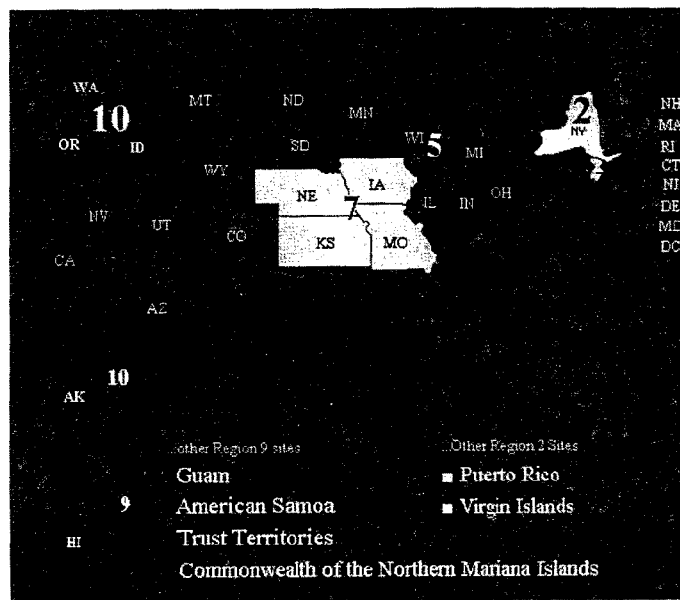 WA
MT
ND
MN
10
OR
ID
SD
WI
5
MI
2
NY
2
NH
MA
RI
CT
NJ
DE
MD
DC
WY
NE
IA
7
IL
IN
OH
NV
UT
CO
KS
MO
CA
AZ
AK
10
9
HI
...other Region 9 sites
Guam
American Samoa
Trust Territories
Commonwealth of the Northern Mariana Islands
...Other Region 2 Sites
Puerto Rico
Virgin Islands